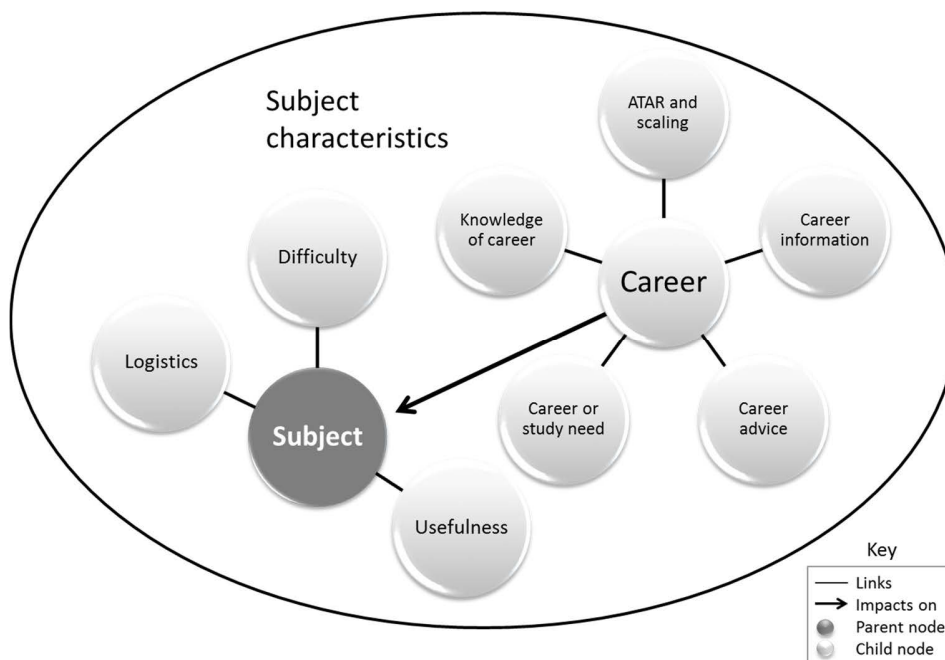 Subject
characteristics
ATAR and
scaling
Knowledge
of career
Career
information
Career
Difficulty
Logistics
Subject
Usefulness
Career or
study need
Career
advice
Key
Links
Impacts on
Parent node
Child node